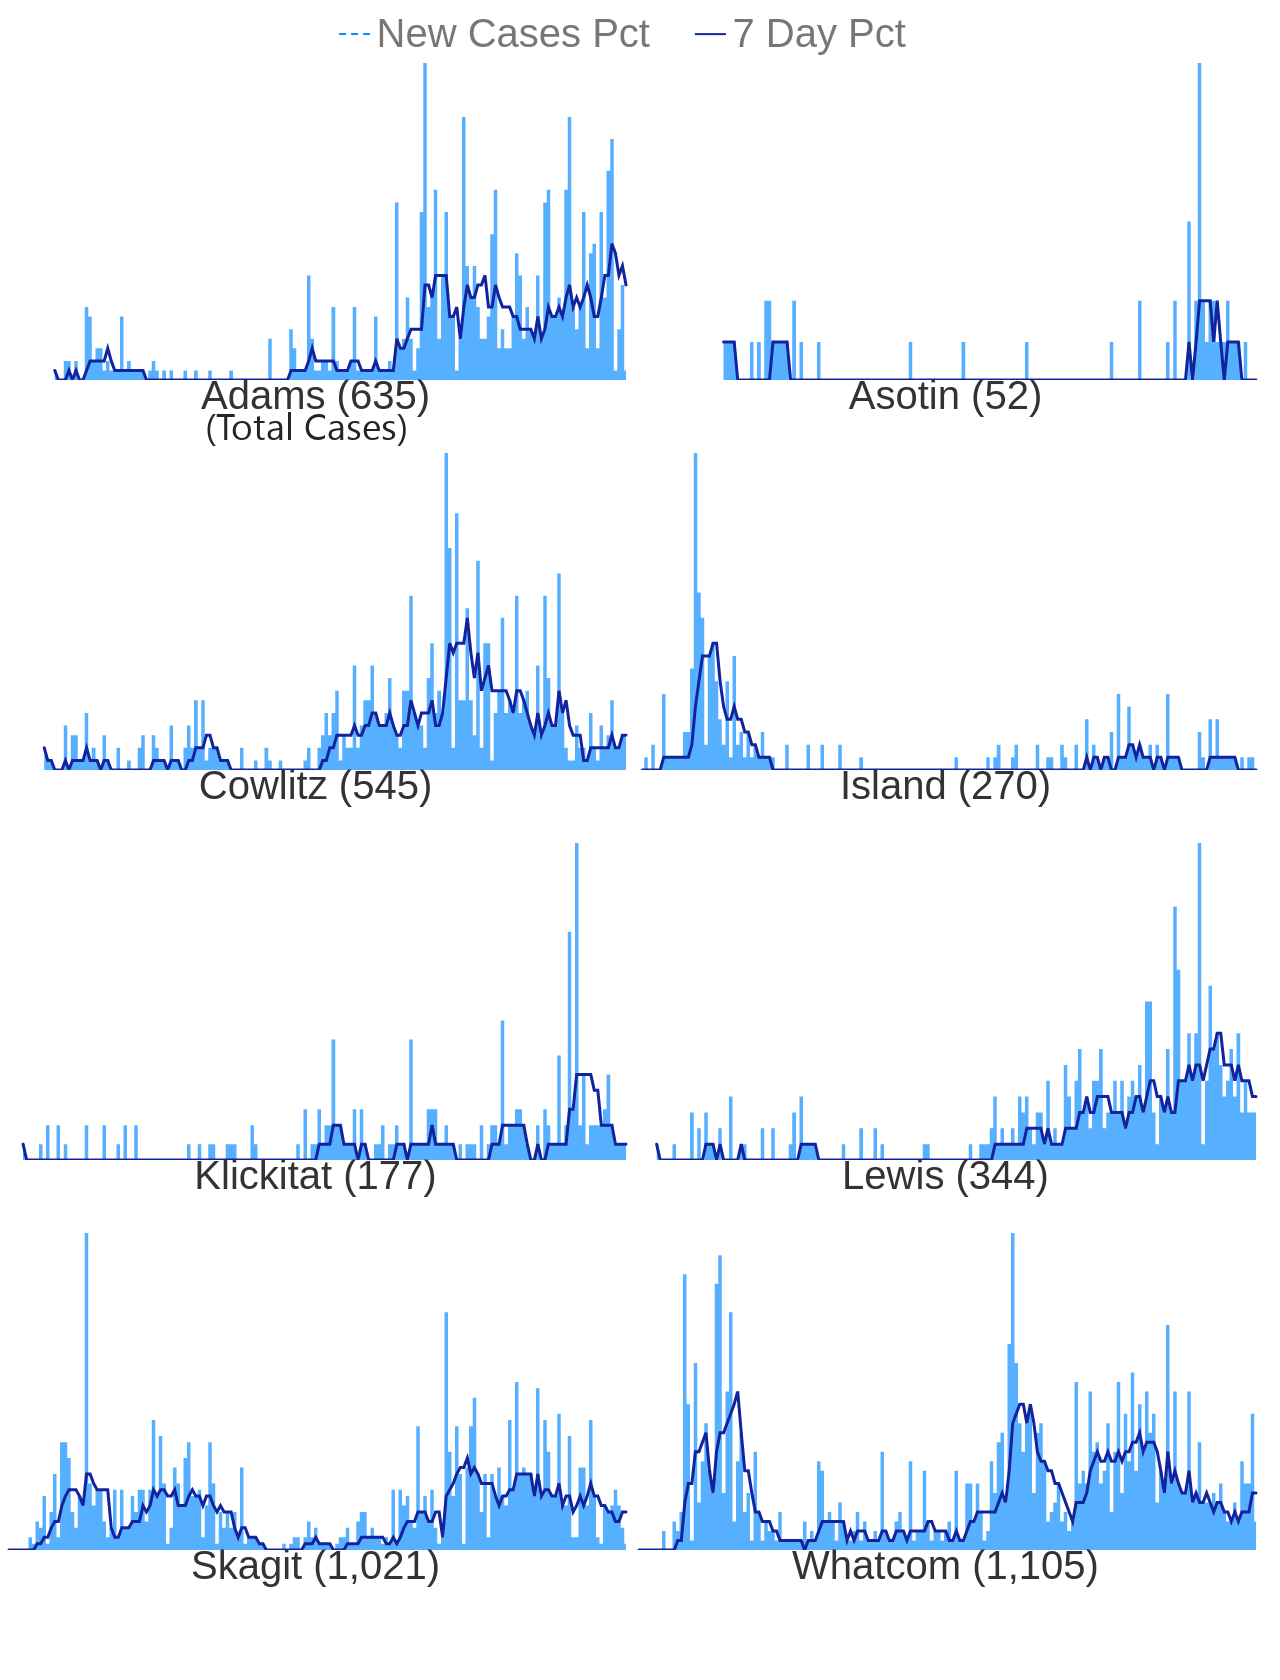 New Cases Pct 7 Day Pct
Adams (635) Asotin (52)
(Total Cases)
Cowlitz (545) Island (270)
Klickitat (177) Lewis (344)
Skagit (1,021) Whatcom (1,105)